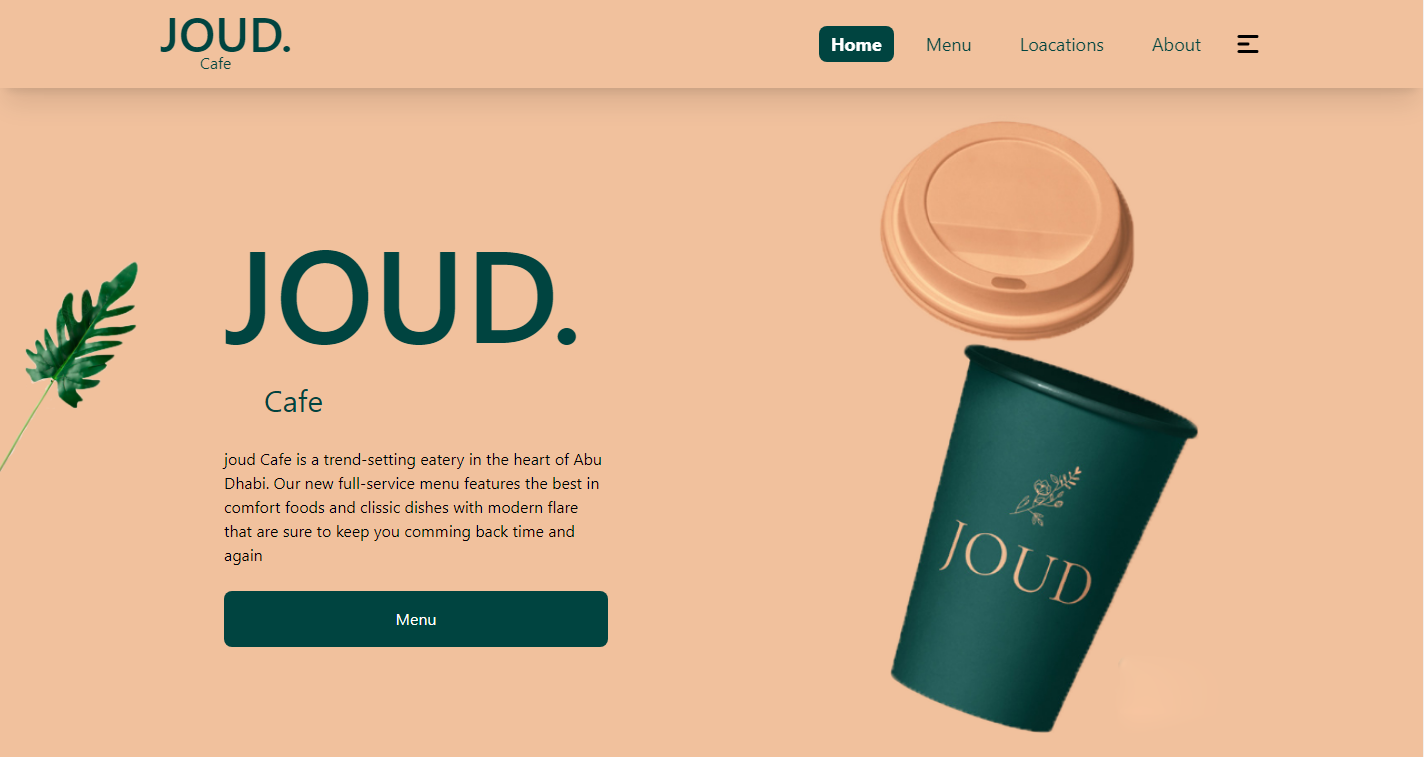 JOUD.
Cafe
Home Menu Loacations About
JOUD.
Cafe
joud Cafe is a trend-setting eatery in the heart of Abu
Dhabi. Our new full-service menu features the best in
comfort foods and classic dishes with modern flare
that are sure to keep you comming back time and
again
Menu
JOUD